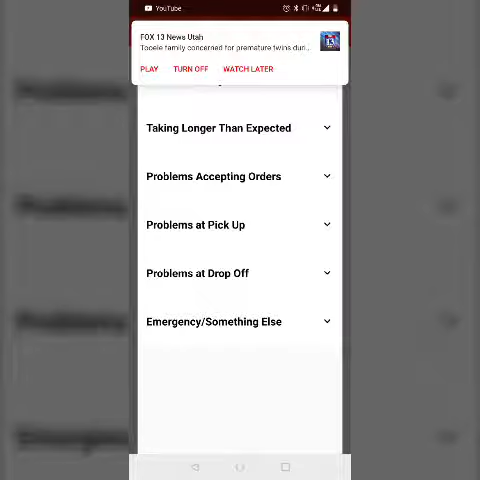 YouTube
FOX 13 News Utah
Tooele family concerned for premature twins duri...
PLAY TURN OFF WATCH LATER
Taking Longer Than Expected
Problems Accepting Orders
Problems at Pick Up
Problems at Drop Off
Emergency/Something Else